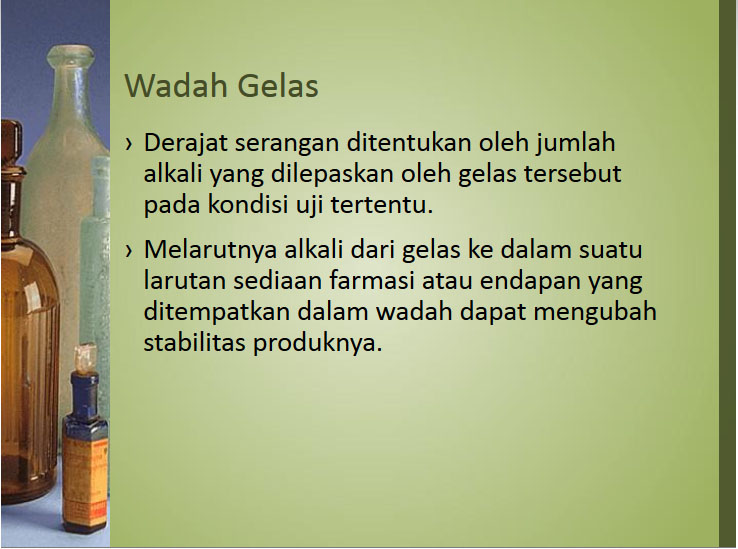 Wadah Gelas
› Derajat serangan ditentukan oleh jumlah
alkali yang dilepaskan oleh gelas tersebut
pada kondisi uji tertentu.
› Melarutnya alkali dari gelas ke dalam suatu
larutan sediaan farmasi atau endapan yang
ditempatkan dalam wadah dapat mengubah
stabilitas produknya.